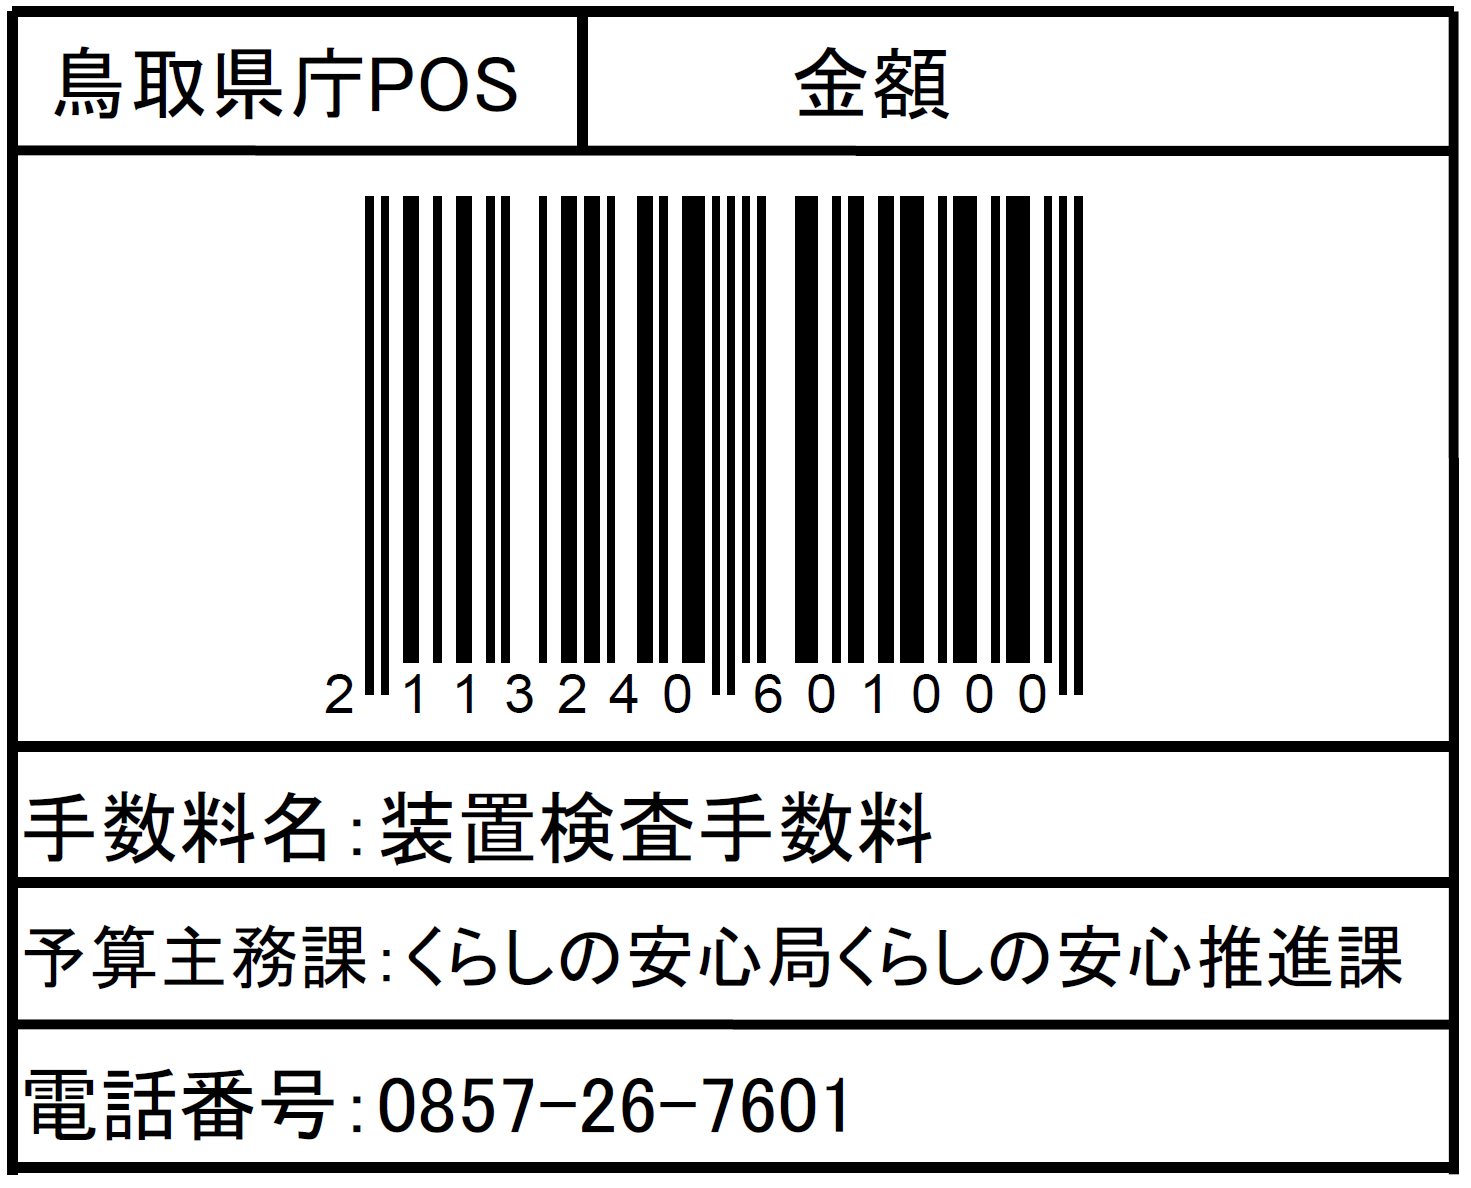 鳥取県庁POS 金額
2 113240 601000
手数料名:装置検査手数料
予算主務課:くらしの安心局くらしの安心推進課
電話番号:0857-26-7601